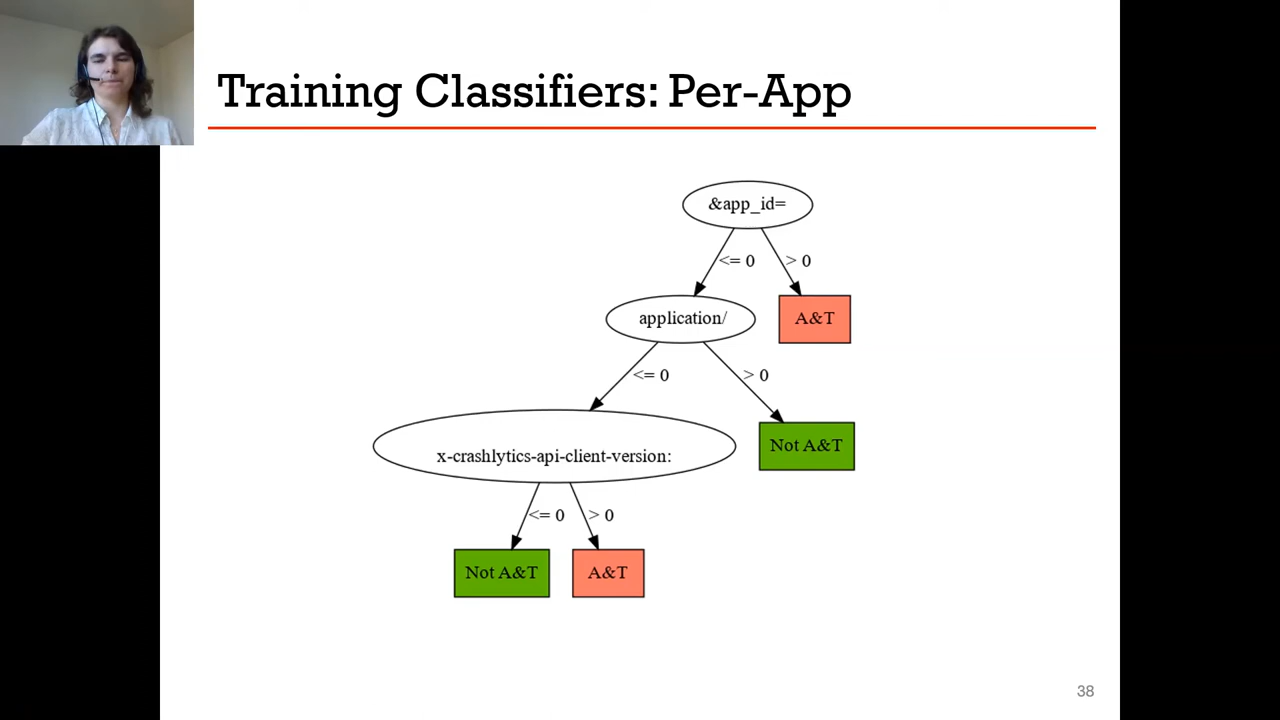 Training Classifiers: Per-App
&app_id=
<= 0
> 0
application/
A&T
<= 0
> 0
x-crashlytics-api-client-version:
Not A&T
<= 0
> 0
Not A&T
A&T
38